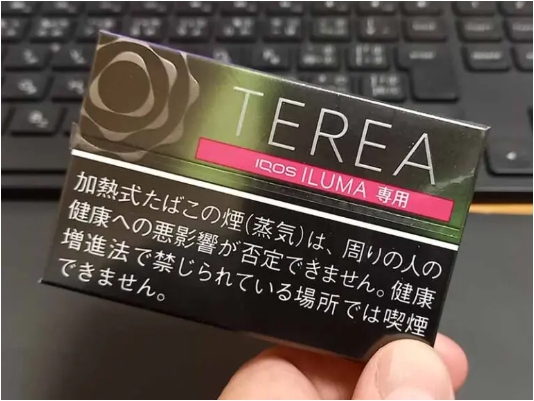 TEREA
IQOS ILUMA 専用
加熱式たばこの煙(蒸気)は、周りの人の
健康への悪影響が否定できません。健康
増進法で禁じられている場所では喫煙
できません。